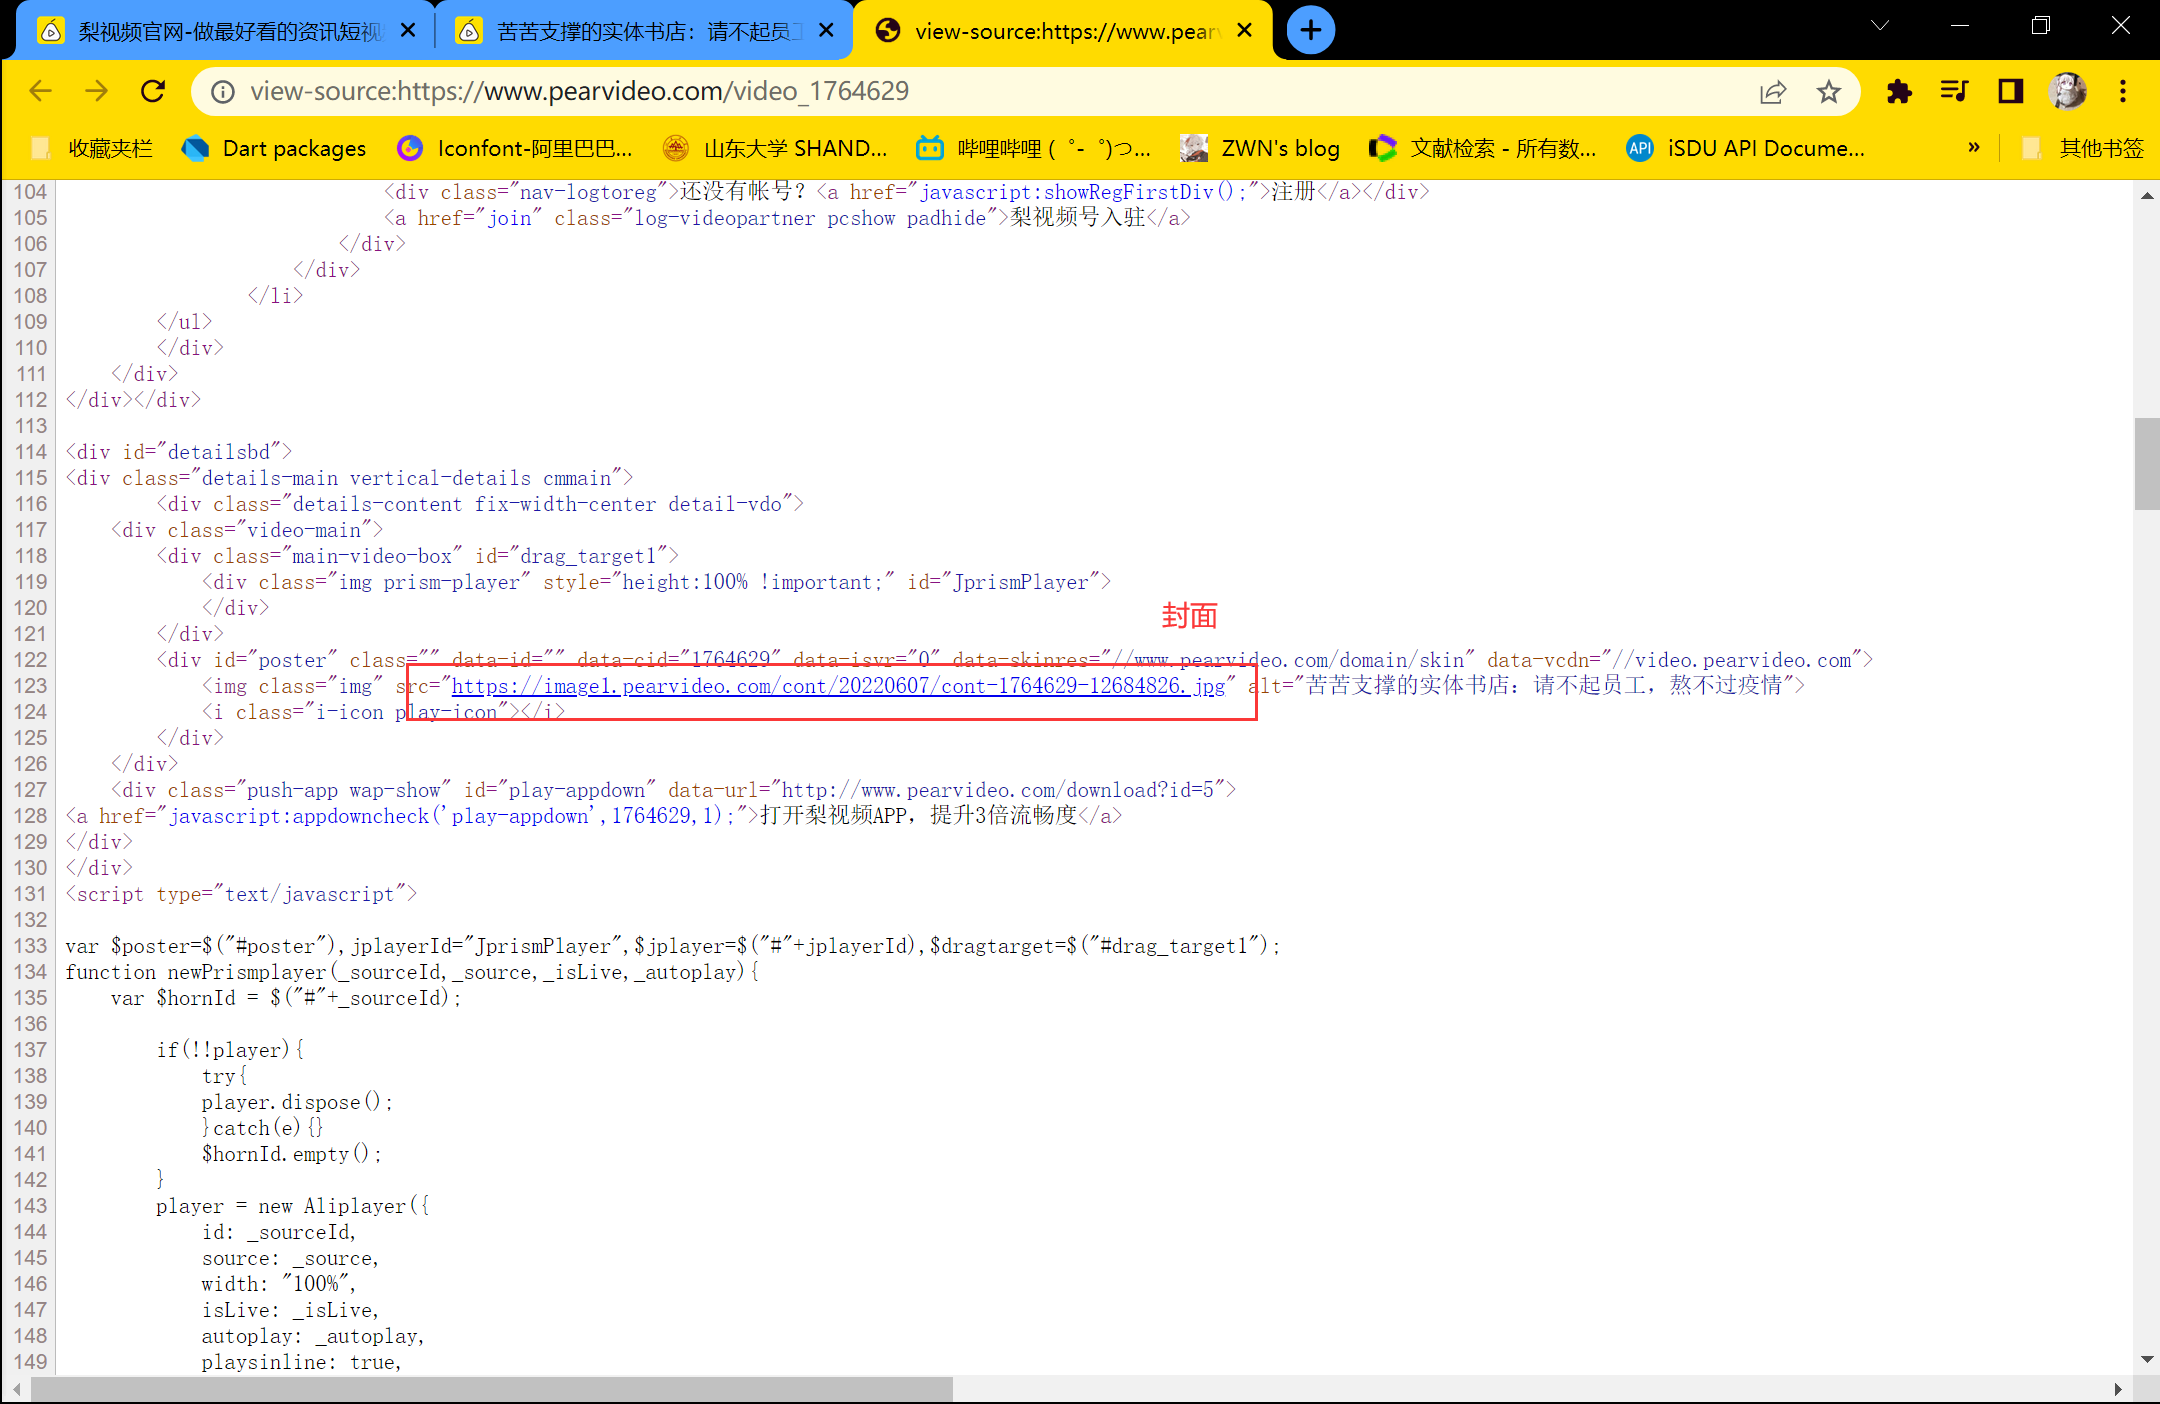 梨视频官网-做最好看的资讯短视
苦苦支撑的实体书店：请不起员工
view-source:https://www.pear
view-source:https://www.pearvideo.com/video_1764629
收藏夹栏
Dart packages
Iconfont-阿里巴巴...
山东大学 SHAND...
哔哩哔哩 (゜-゜)つ...
ZWN's blog
文献检索 - 所有数...
API
iSDU API Docume...
»
其他书签
104 <div class="nav-logtoreg">还没有帐号？<a href="javascript:showRegFirstDiv();">注册</a></div>
105 <a href="join" class="log-videopartner pcshow padhide">梨视频号入驻</a>
106 </div>
107 </div>
108 </li>
109 </ul>
110 </div>
111 </div>
112 </div></div>
113
114 <div id="detailsbd">
115 <div class="details-main vertical-details cmmain">
116 <div class="details-content fix-width-center detail-vdo">
117 <div class="video-main">
118 <div class="main-video-box" id="drag_target1">
119 <div class="img prism-player" style="height:100% !important;" id="JprismPlayer">
120 </div>
封面
121 </div>
122 <div id="poster" class="" data-id="" data-cid="1764629" data-isvr="0" data-skinres="//www.pearvideo.com/domain/skin" data-vcdn="//video.pearvideo.com">
123 <img class="img" src="https://image1.pearvideo.com/cont/20220607/cont-1764629-12684826.jpg" alt="苦苦支撑的实体书店：请不起员工，熬不过疫情">
124 <i class="i-icon play-icon"></i>
125 </div>
126 </div>
127 <div class="push-app wap-show" id="play-appdown" data-url="http://www.pearvideo.com/download?id=5">
128 <a href="javascript:appdowncheck('play-appdown',1764629,1);">打开梨视频APP，提升3倍流畅度</a>
129 </div>
130 </div>
131 <script type="text/javascript">
132
133 var $poster=$("#poster"),jplayerId="JprismPlayer",$jplayer=$("#"+jplayerId),$dragtarget=$("#drag_target1");
134 function newPrismplayer(_sourceId,_source,_isLive,_autoplay){
135 var $hornId = $("#"+_sourceId);
136
137 if(!!player){
138 try{
139 player.dispose();
140 }catch(e){}
141 $hornId.empty();
142 }
143 player = new Aliplayer({
144 id: _sourceId,
145 source: _source,
146 width: "100%",
147 isLive: _isLive,
148 autoplay: _autoplay,
149 playsinline: true,